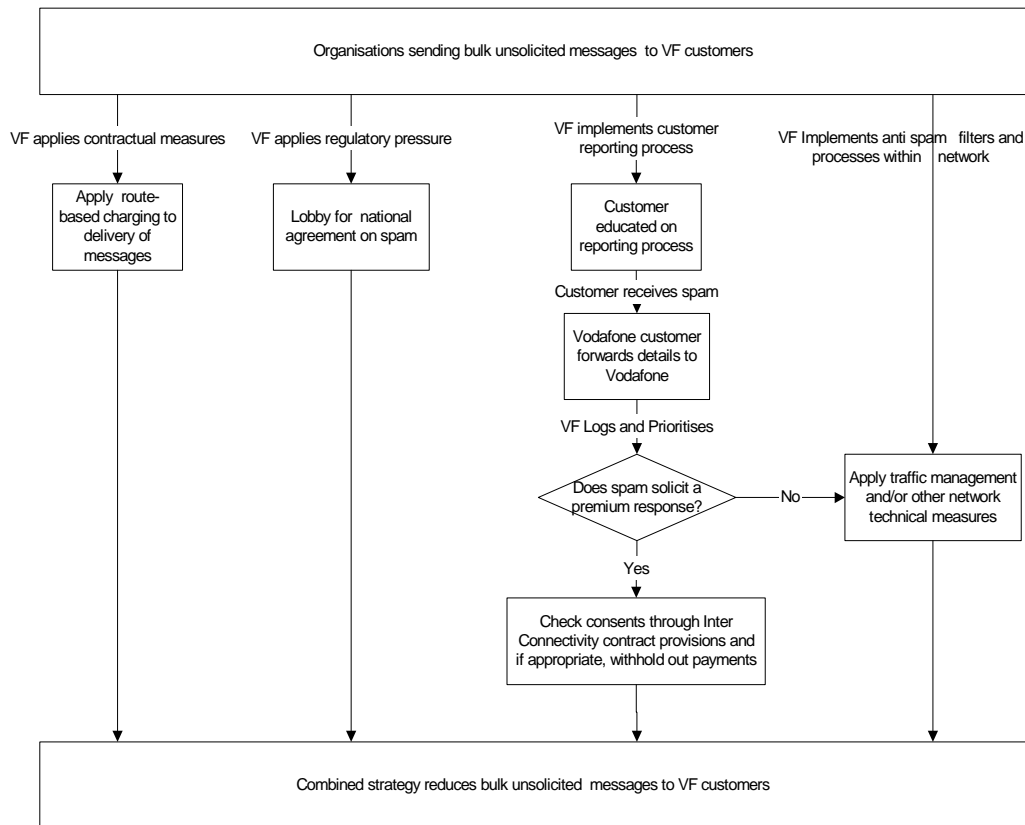 Organisations sending bulk unsolicited messages to VF customers
VF applies contractual measures
VF applies regulatory pressure
VF implements customer
reporting process
VF Implements anti spam filters and
processes within network
Apply route-
based charging to
delivery of
messages
Lobby for national
agreement on spam
Customer
educated on
reporting process
Customer receives spam
Vodafone customer
forwards details to
Vodafone
VF Logs and Prioritises
Does spam solicit a
premium response?
No
Apply traffic management
and/or other network
technical measures
Yes
Check consents through Inter
Connectivity contract provisions and
if appropriate, withhold out payments
Combined strategy reduces bulk unsolicited messages to VF customers